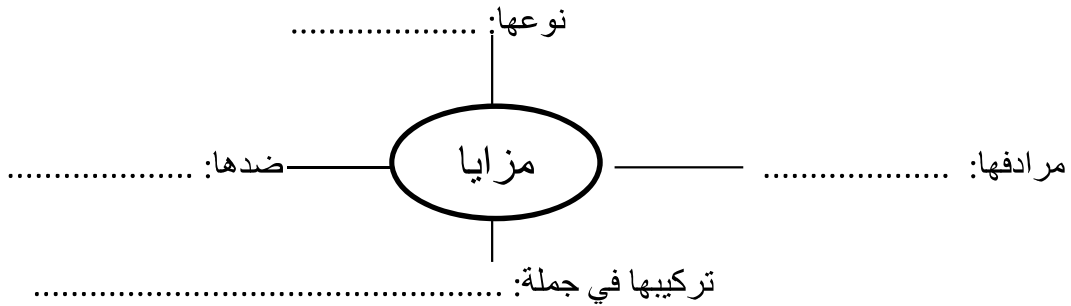 نوعها: ....................
مرادفها: ....................
مزايا
ضدها: ....................
تركيبها في جملة: ..................................................